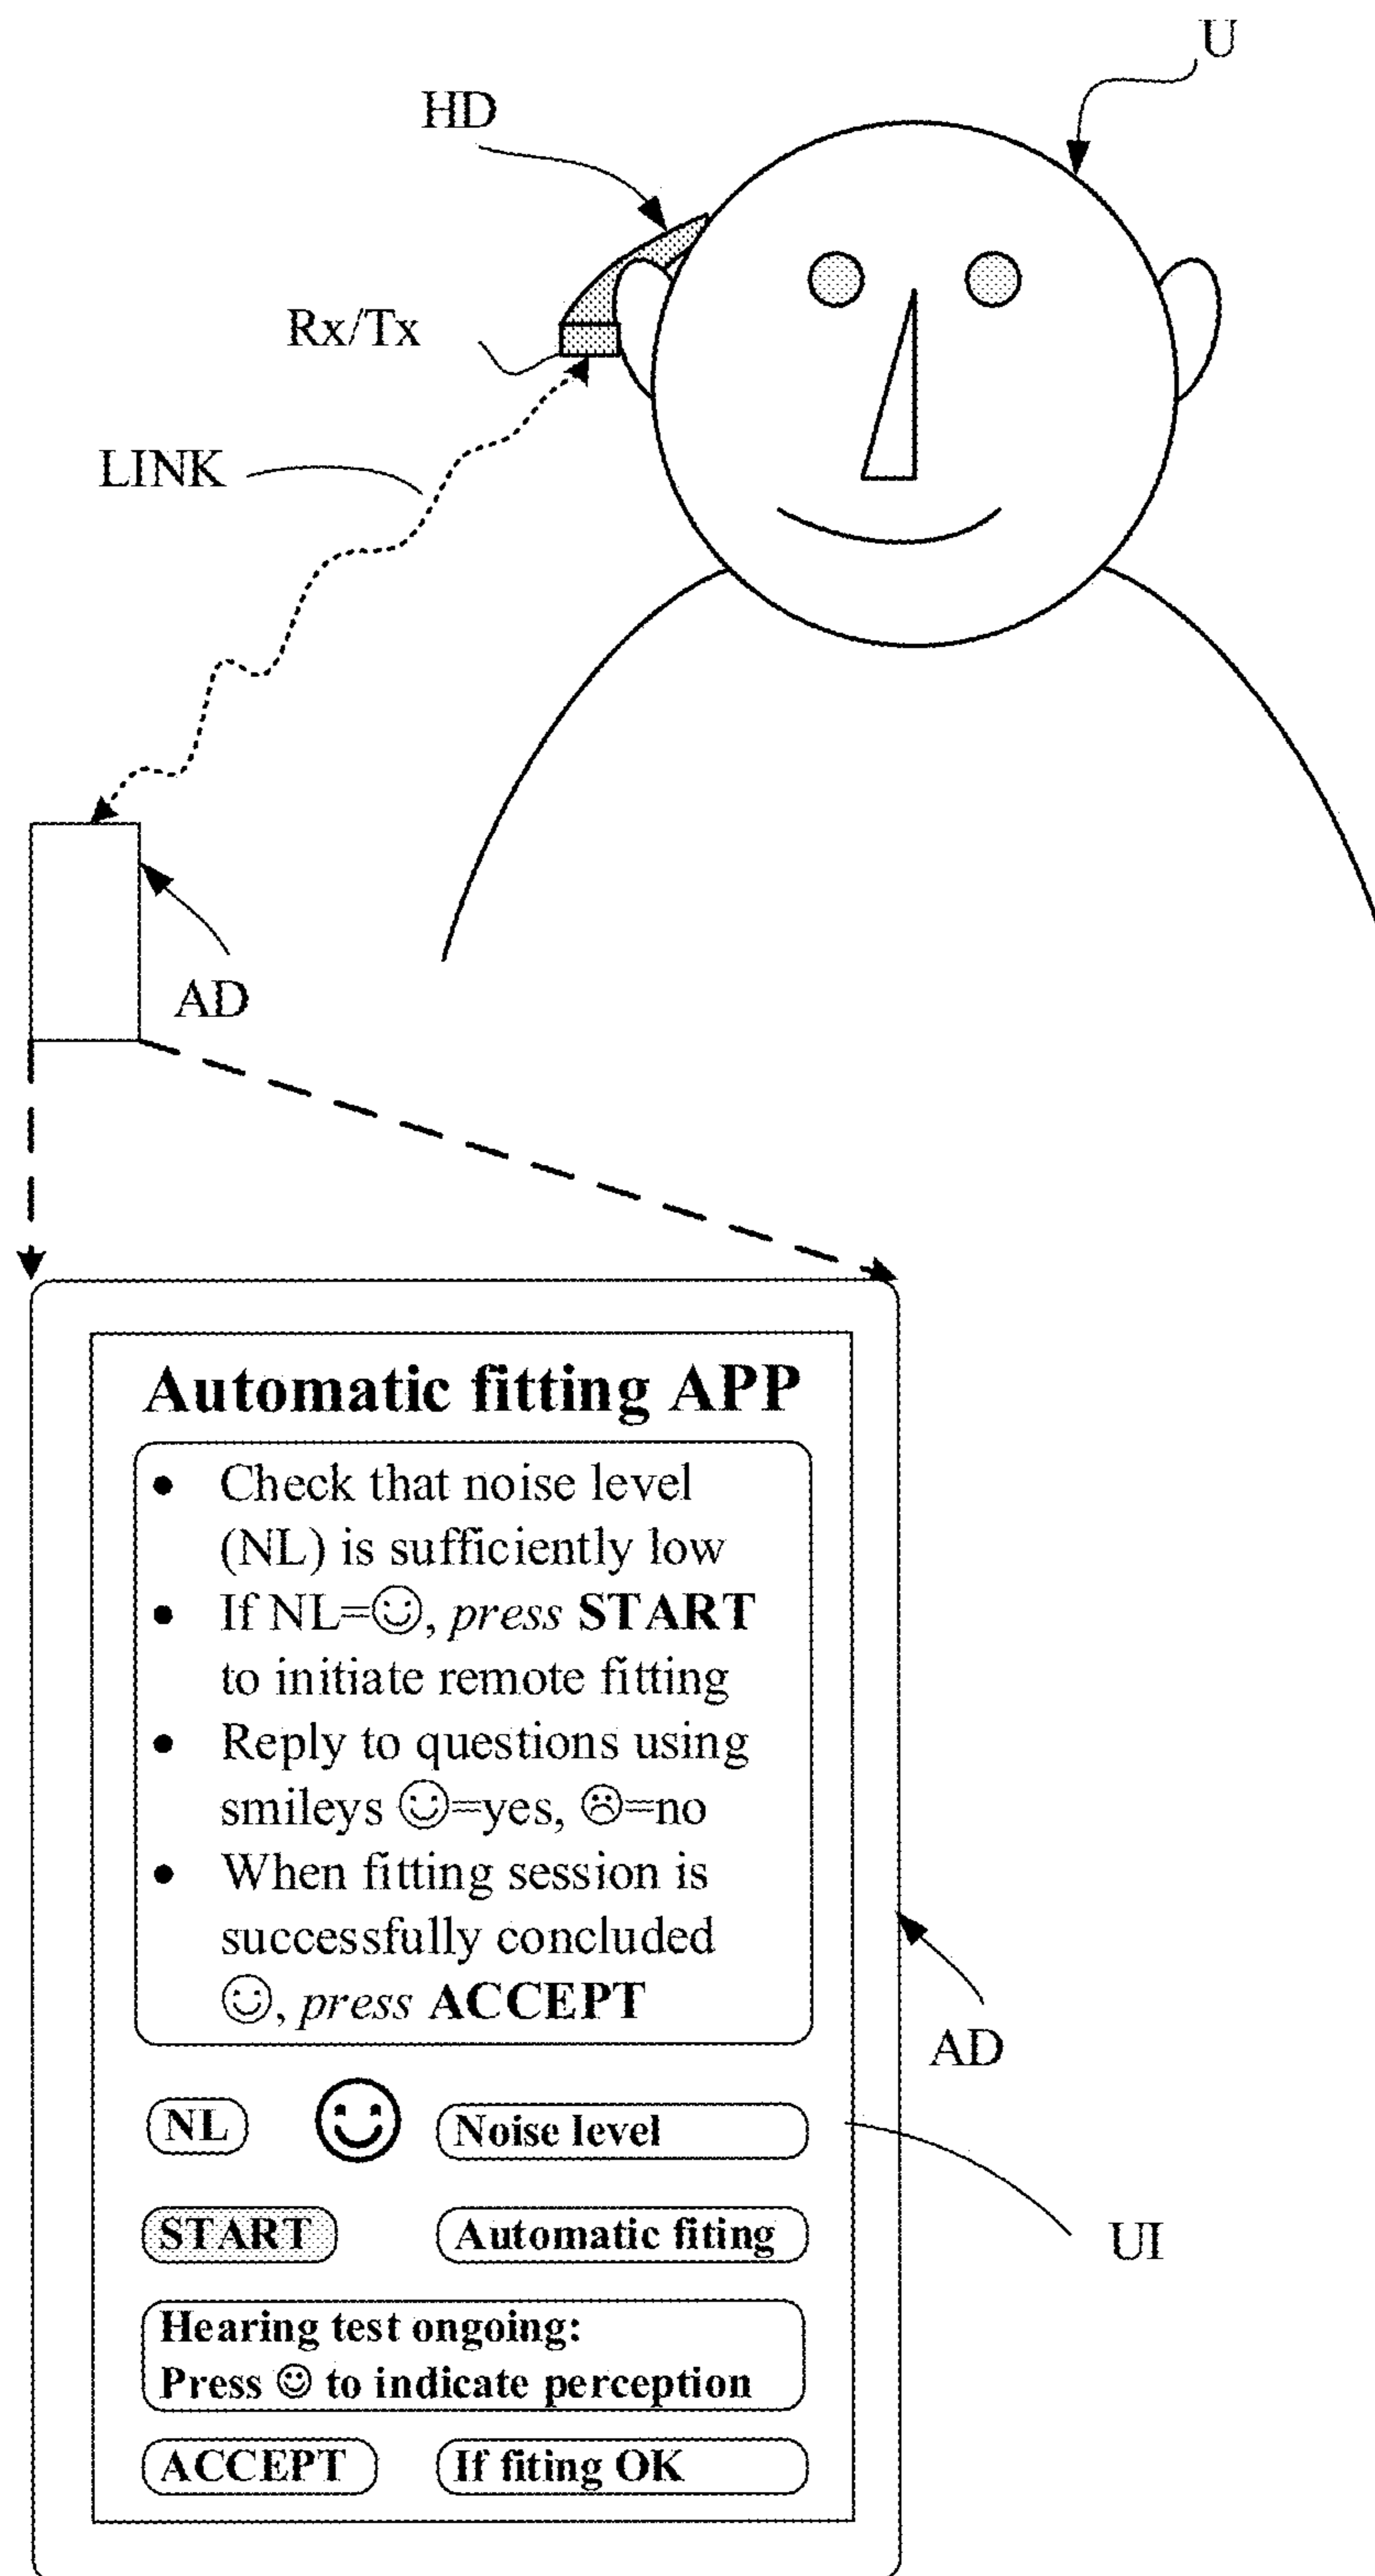 U
HD
Rx/Tx
LINK
AD
Automatic fitting APP
• Check that noise level
(NL) is sufficiently low
• If NL=☺, press START
to initiate remote fitting
• Reply to questions using
smileys ☺=yes, ☹=no
• When fitting session is
successfully concluded
☺, press ACCEPT
AD
NL ☺ Noise level
START Automatic fiting
UI
Hearing test ongoing:
Press ☺ to indicate perception
ACCEPT If fiting OK